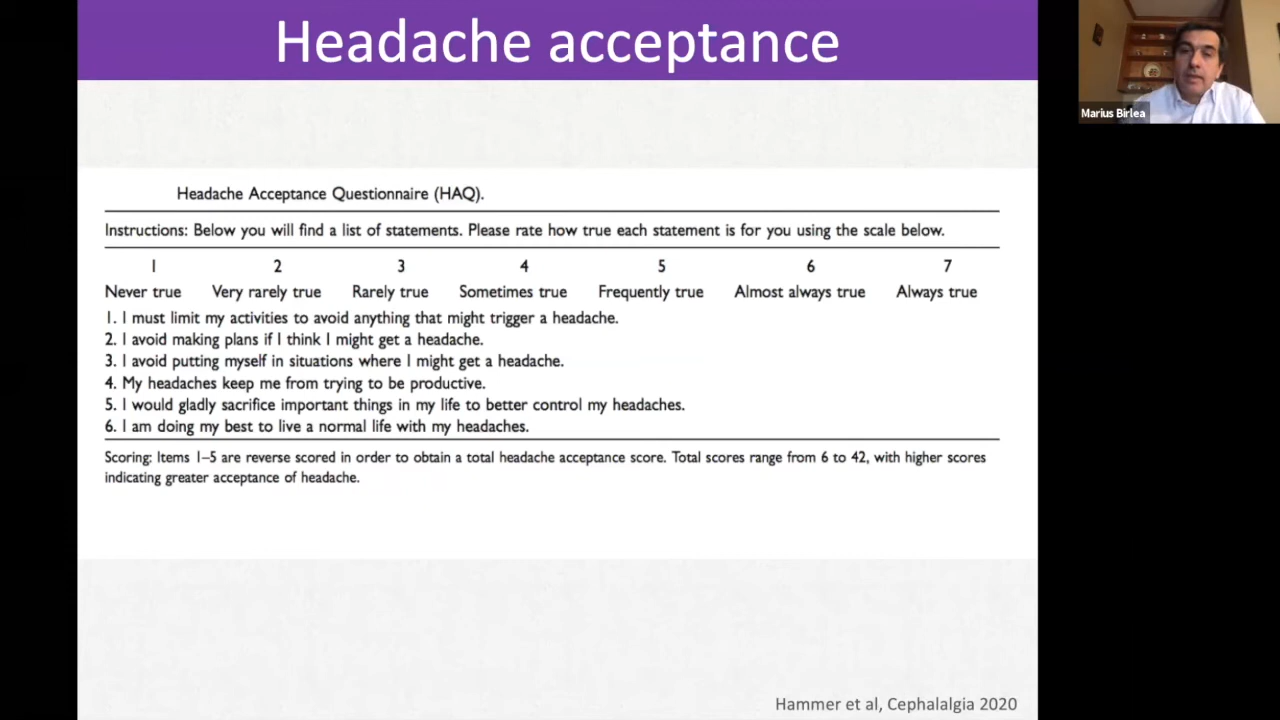 Headache acceptance
Marius Birlea
Headache Acceptance Questionnaire (HAQ).
Instructions: Below you will find a list of statements. Please rate how true each statement is for you using the scale below.
1 2 3 4 5 6 7
Never true Very rarely true Rarely true Sometimes true Frequently true Almost always true Always true
1. I must limit my activities to avoid anything that might trigger a headache.
2. I avoid making plans if I think I might get a headache.
3. I avoid putting myself in situations where I might get a headache.
4. My headaches keep me from trying to be productive.
5. I would gladly sacrifice important things in my life to better control my headaches.
6. I am doing my best to live a normal life with my headaches.
Scoring: Items 1–5 are reverse scored in order to obtain a total headache acceptance score. Total scores range from 6 to 42, with higher scores
indicating greater acceptance of headache.
Hammer et al, Cephalalgia 2020